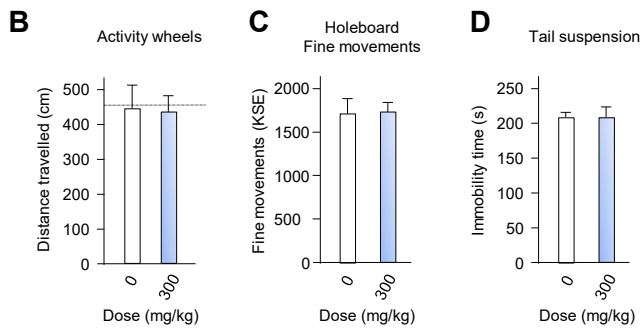 B
Activity wheels
Distance travelled (cm)
500
400
300
200
100
0
0
300
Dose (mg/kg)
C
Holeboard
Fine movements
Fine movements (KSE)
2000
1500
1000
500
0
0
300
Dose (mg/kg)
D
Tail suspension
Immobility time (s)
250
200
150
100
50
0
0
300
Dose (mg/kg)